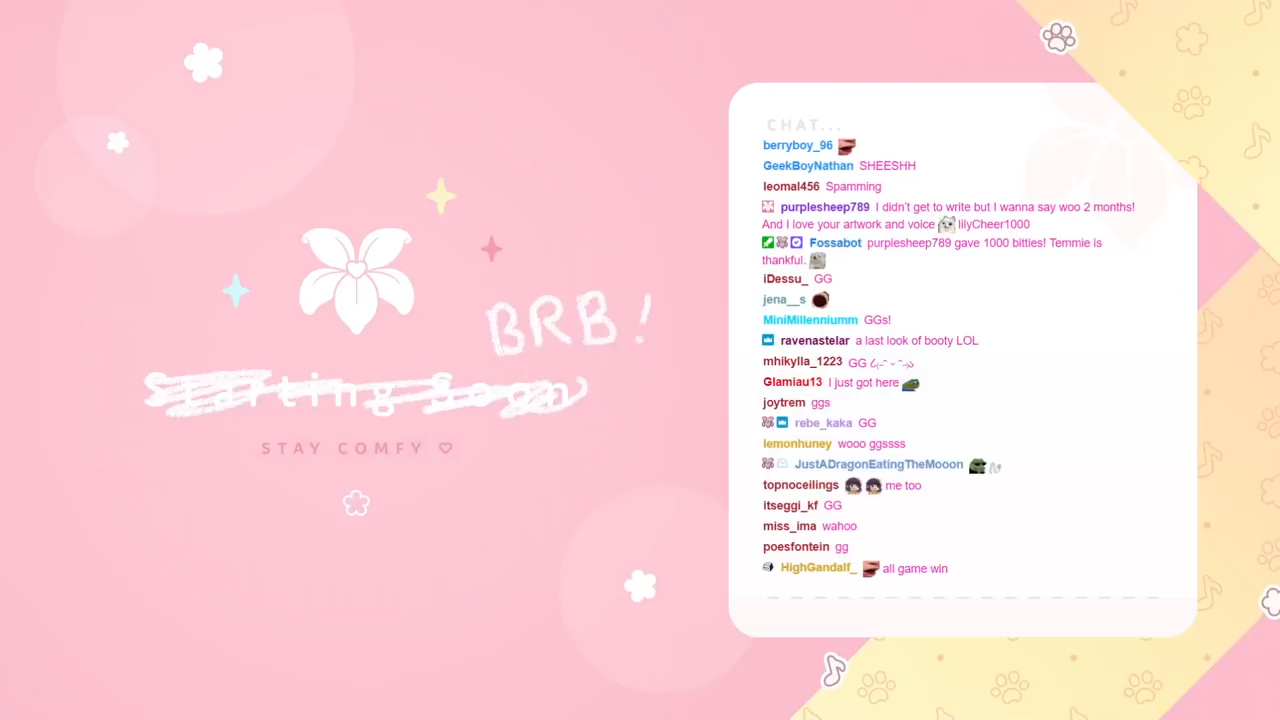 BRB!
Starting Soon
STAY COMFY
CHAT...
berryboy_96
GeekBoyNathan SHEESHH
leomal456 Spamming
purplesheep789 I didn't get to write but I wanna say woo 2 months!
And I love your artwork and voice lilyCheer1000
Fossabot purplesheep789 gave 1000 bitties! Temmie is
thankful.
iDessu_ GG
jena__s
MiniMillenniumm GGs!
ravenastelar a last look of booty LOL
mhikylla_1223 GG
Glamiau13 I just got here
joytrem ggs
rebe_kaka GG
lemonhuney wooo ggssss
JustADragonEatingTheMooon
topnoceilings me too
itseggi_kf GG
miss_ima wahoo
poesfontein gg
HighGandalf_ all game win